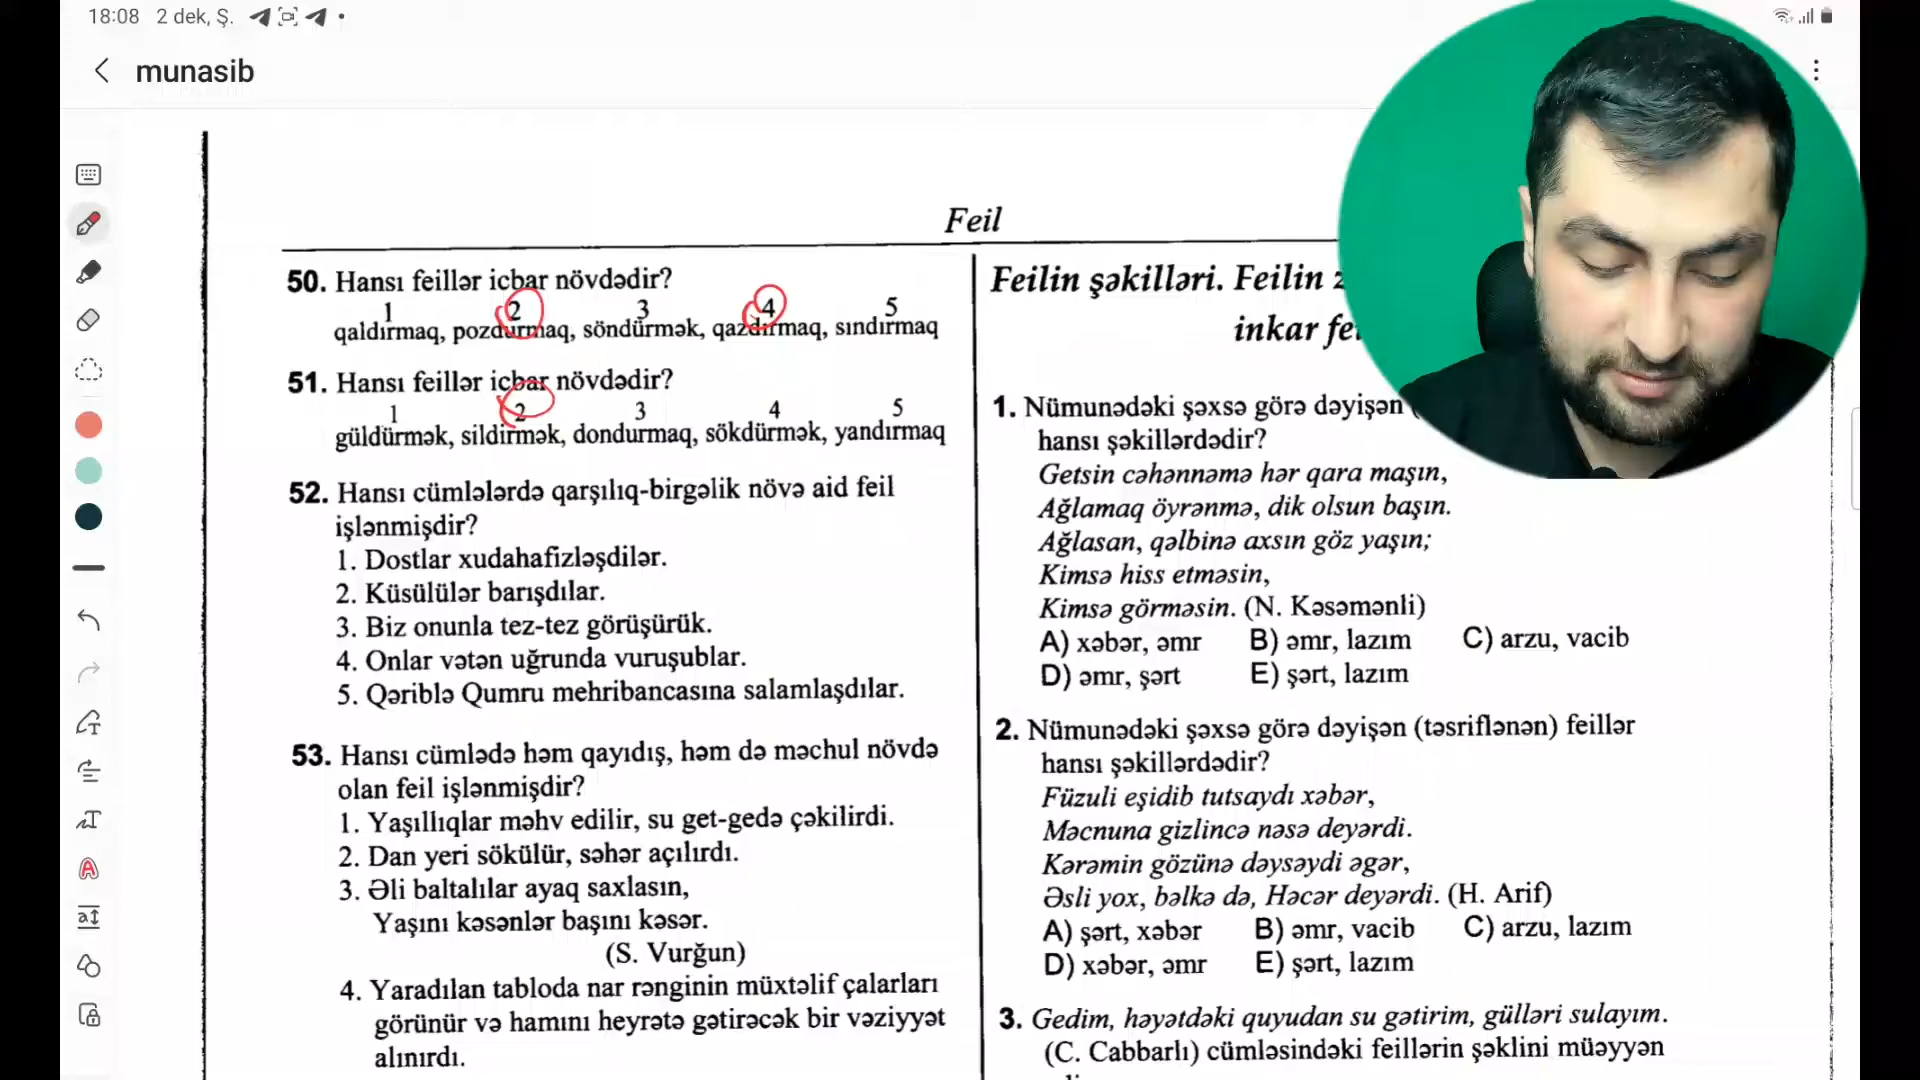 18:08 2 dek, Ş.
munasib
Feil
50. Hansı feillər icbar növdədir?
1 2 3 4 5
qaldırmaq, pozdurmaq, söndürmək, qazdırmaq, sındırmaq
51. Hansı feillər icbar növdədir?
1 2 3 4 5
güldürmək, sildirmək, dondurmaq, sökdürmək, yandırmaq
52. Hansı cümlələrdə qarşılıq-birgəlik növə aid feil
işlənmişdir?
1. Dostlar xudahafizləşdilər.
2. Küsülülər barışdılar.
3. Biz onunla tez-tez görüşürük.
4. Onlar vətən uğrunda vuruşublar.
5. Qəriblə Qumru mehribancasına salamlaşdılar.
53. Hansı cümlədə həm qayıdış, həm də məchul növdə
olan feil işlənmişdir?
1. Yaşıllıqlar məhv edilir, su get-gedə çəkilirdi.
2. Dan yeri sökülür, səhər açılırdı.
3. Əli baltalılar ayaq saxlasın,
Yaşını kəsənlər başını kəsər.
(S. Vurğun)
4. Yaradılan tabloda nar rənginin müxtəlif çalarları
görünür və hamını heyrətə gətirəcək bir vəziyyət
alınırdı.
Feilin şəkilləri. Feilin
inkar
1. Nümunədəki şəxsə görə dəyişən
hansı şəkillərdədir?
Getsin cəhənnəmə hər qara maşın,
Ağlamaq öyrənmə, dik olsun başın.
Ağlasan, qəlbinə axsın göz yaşın;
Kimsə hiss etməsin,
Kimsə görməsin. (N. Kəsəmənli)
A) xəbər, əmr B) əmr, lazım C) arzu, vacib
D) əmr, şərt E) şərt, lazım
2. Nümunədəki şəxsə görə dəyişən (təsriflənən) feillər
hansı şəkillərdədir?
Füzuli eşidib tutsaydı xəbər,
Məcnuna gizlincə nəsə deyərdi.
Kərəmin gözünə dəysəydi əgər,
Əsli yox, bəlkə də, Həcər deyərdi. (H. Arif)
A) şərt, xəbər B) əmr, vacib C) arzu, lazım
D) xəbər, əmr E) şərt, lazım
3. Gedim, həyətdəki quyudan su gətirim, gülləri sulayım.
(C. Cabbarlı) cümləsindəki feillərin şəklini müəyyən